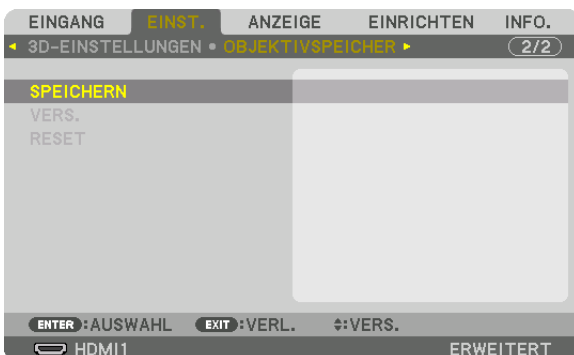 EINGANG EINST. ANZEIGE EINRICHTEN INFO.
3D-EINSTELLUNGEN • OBJEKTIVSPEICHER 2/2
SPEICHERN
VERS.
RESET
ENTER :AUSWAHL EXIT :VERL. :VERS.
HDMI1 ERWEITERT